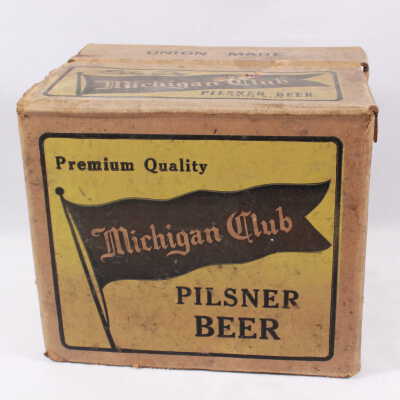 UNION MADE
Michigan Club
PILSNER BEER
Premium Quality
Michigan Club
PILSNER
BEER